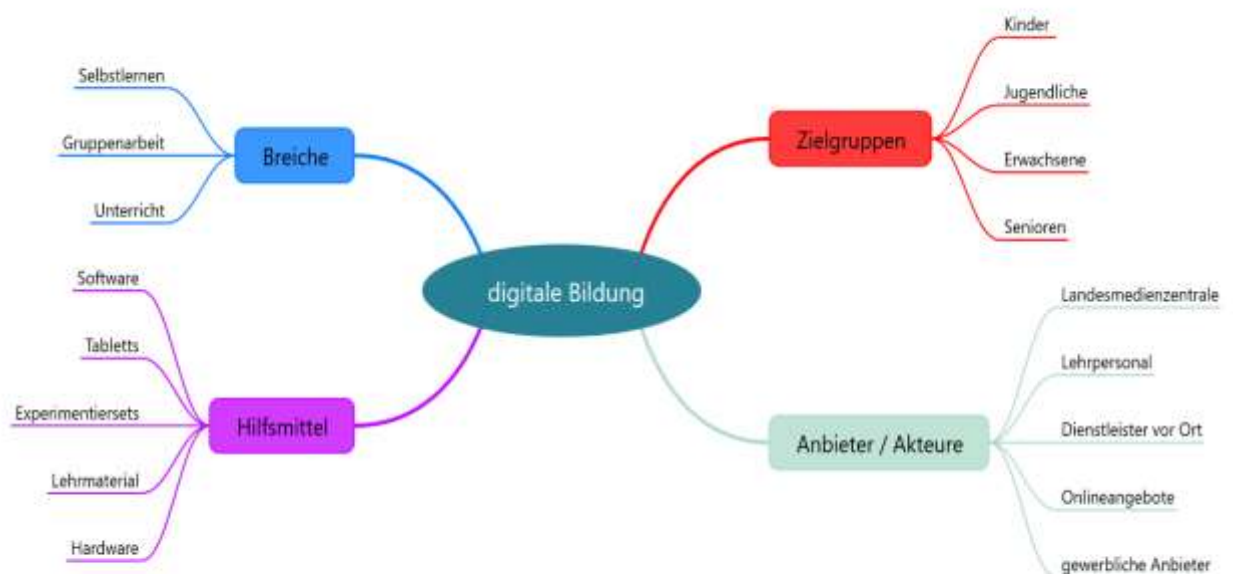 digitale Bildung
Breiche
Selbstlernen
Gruppenarbeit
Unterricht
Hilfsmittel
Software
Tabletts
Experimentiersets
Lehrmaterial
Hardware
Zielgruppen
Kinder
Jugendliche
Erwachsene
Senioren
Anbieter / Akteure
Landesmedienzentrale
Lehrpersonal
Dienstleister vor Ort
Onlineangebote
gewerbliche Anbieter